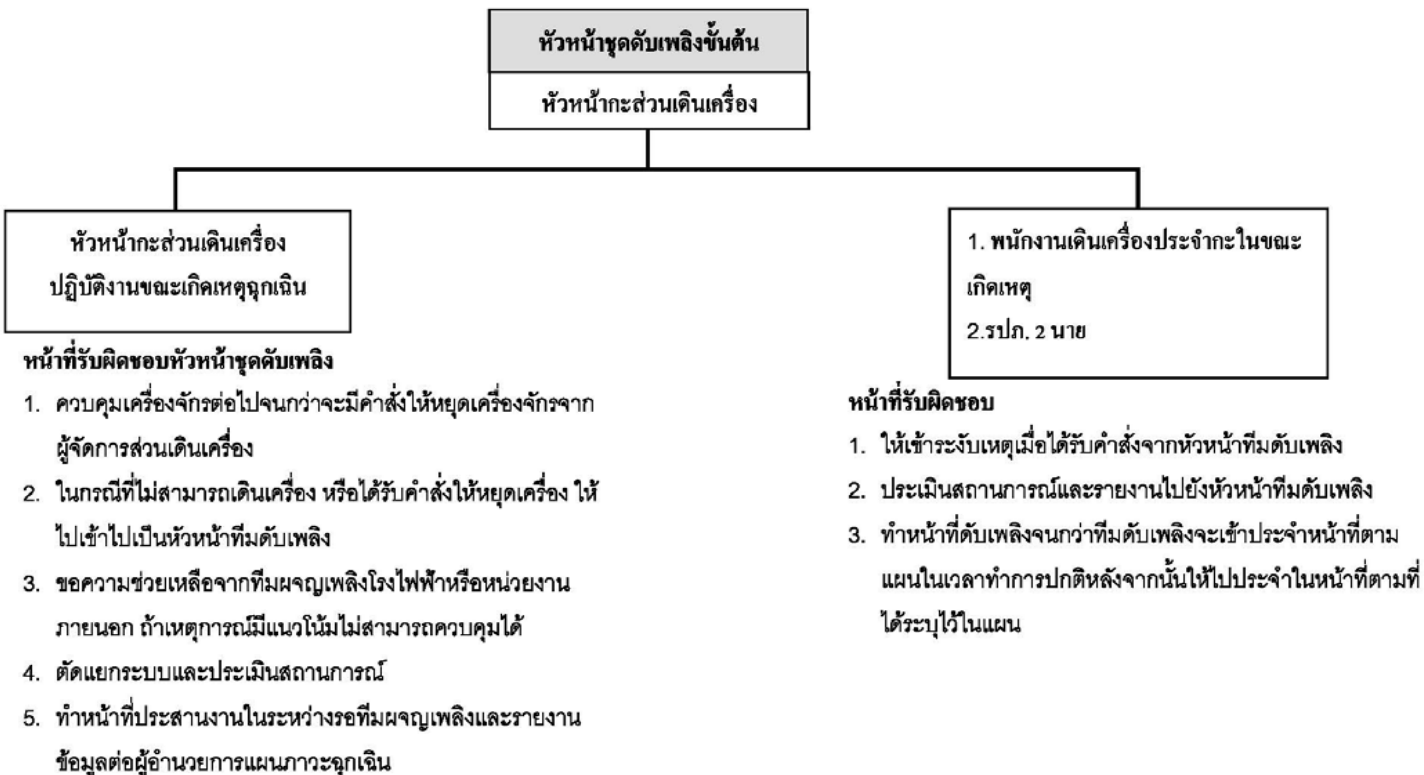 หัวหน้าชุดดับเพลิงขั้นต้น
หัวหน้ากะส่วนเดินเครื่อง
หัวหน้ากะส่วนเดินเครื่อง
ปฏิบัติงานขณะเกิดเหตุฉุกเฉิน
หน้าที่รับผิดชอบหัวหน้าชุดดับเพลิง
1. ควบคุมเครื่องจักรต่อไปจนกว่าจะมีคำสั่งให้หยุดเครื่องจักรจาก
ผู้จัดการส่วนเดินเครื่อง
2. ในกรณีที่ไม่สามารถเดินเครื่อง หรือได้รับคำสั่งให้หยุดเครื่อง ให้
ไปเข้าไปเป็นหัวหน้าทีมดับเพลิง
3. ขอความช่วยเหลือจากทีมผจญเพลิงโรงไฟฟ้าหรือหน่วยงาน
ภายนอก ถ้าเหตุการณ์มีแนวโน้มไม่สามารถควบคุมได้
4. ตัดแยกระบบและประเมินสถานการณ์
5. ทำหน้าที่ประสานงานในระหว่างรอทีมผจญเพลิงและรายงาน
ข้อมูลต่อผู้อำนวยการแผนภาวะฉุกเฉิน
1. พนักงานเดินเครื่องประจำกะในขณะ
เกิดเหตุ
2.รปภ. 2 นาย
หน้าที่รับผิดชอบ
1. ให้เข้าระงับเหตุเมื่อได้รับคำสั่งจากหัวหน้าทีมดับเพลิง
2. ประเมินสถานการณ์และรายงานไปยังหัวหน้าทีมดับเพลิง
3. ทำหน้าที่ดับเพลิงจนกว่าทีมดับเพลิงจะเข้าประจำหน้าที่ตาม
แผนในเวลาทำการปกติหลังจากนั้นให้ไปประจำในหน้าที่ตามที่
ได้ระบุไว้ในแผน